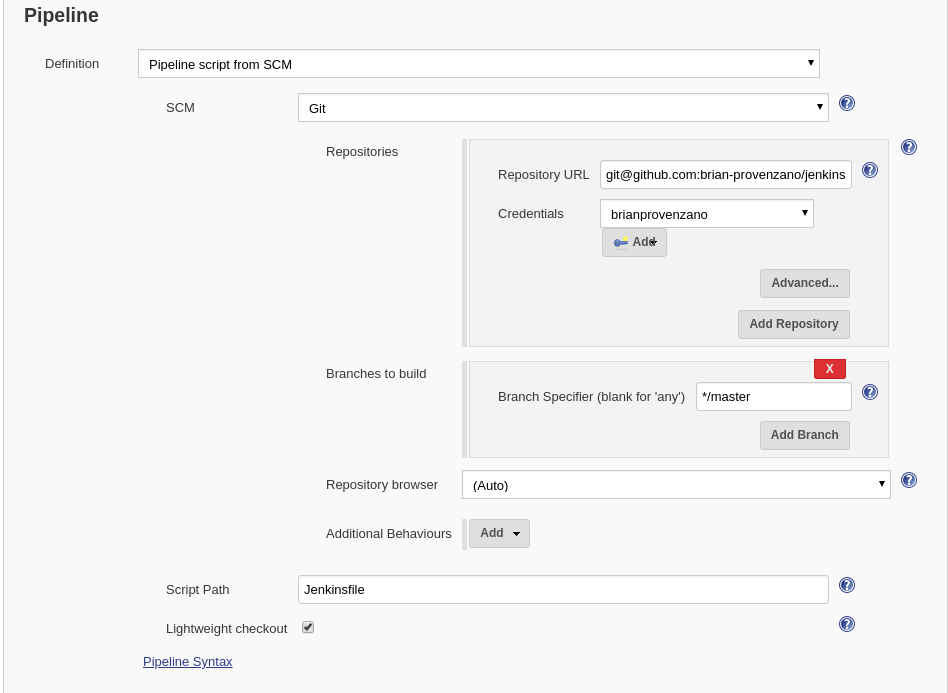 Pipeline
Definition
Pipeline script from SCM
SCM
Git
Repositories
Repository URL
git@github.com:brian-provenzano/jenkins
Credentials
brianprovenzano
Add
Advanced...
Add Repository
Branches to build
X
Branch Specifier (blank for 'any')
*/master
Add Branch
Repository browser
(Auto)
Additional Behaviours
Add
Script Path
Jenkinsfile
Lightweight checkout
Pipeline Syntax